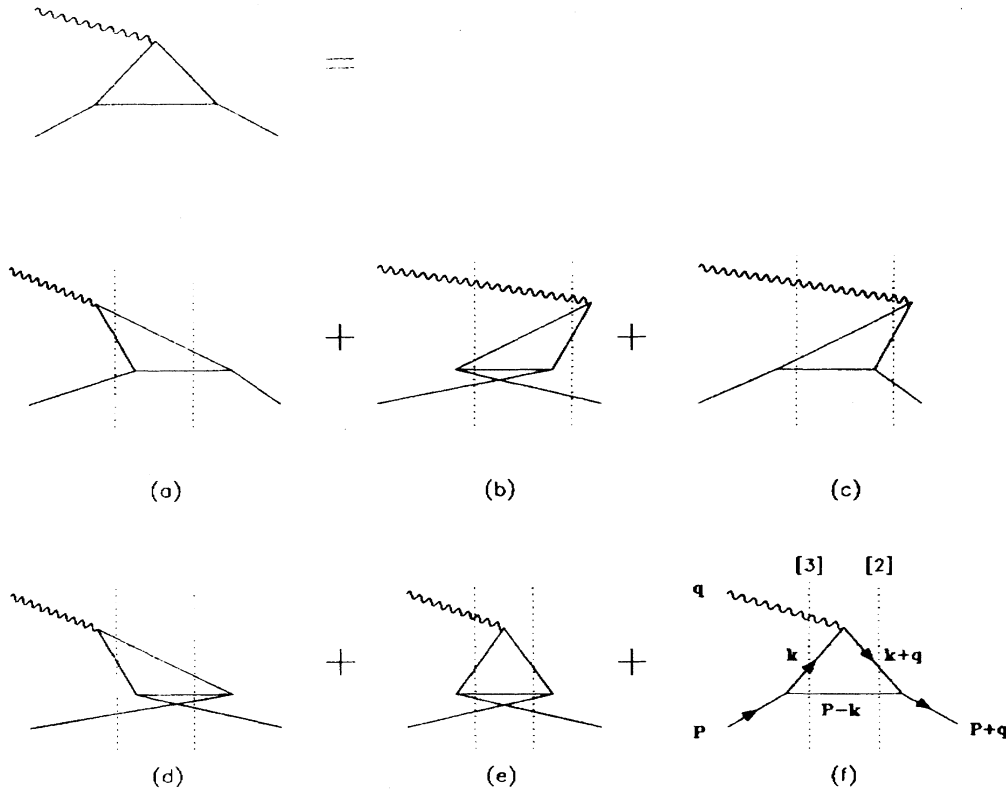 =
+ +
(a) (b) (c)
[3] [2]
q
k k+q
+ +
P-k
P P+q
(d) (e) (f)